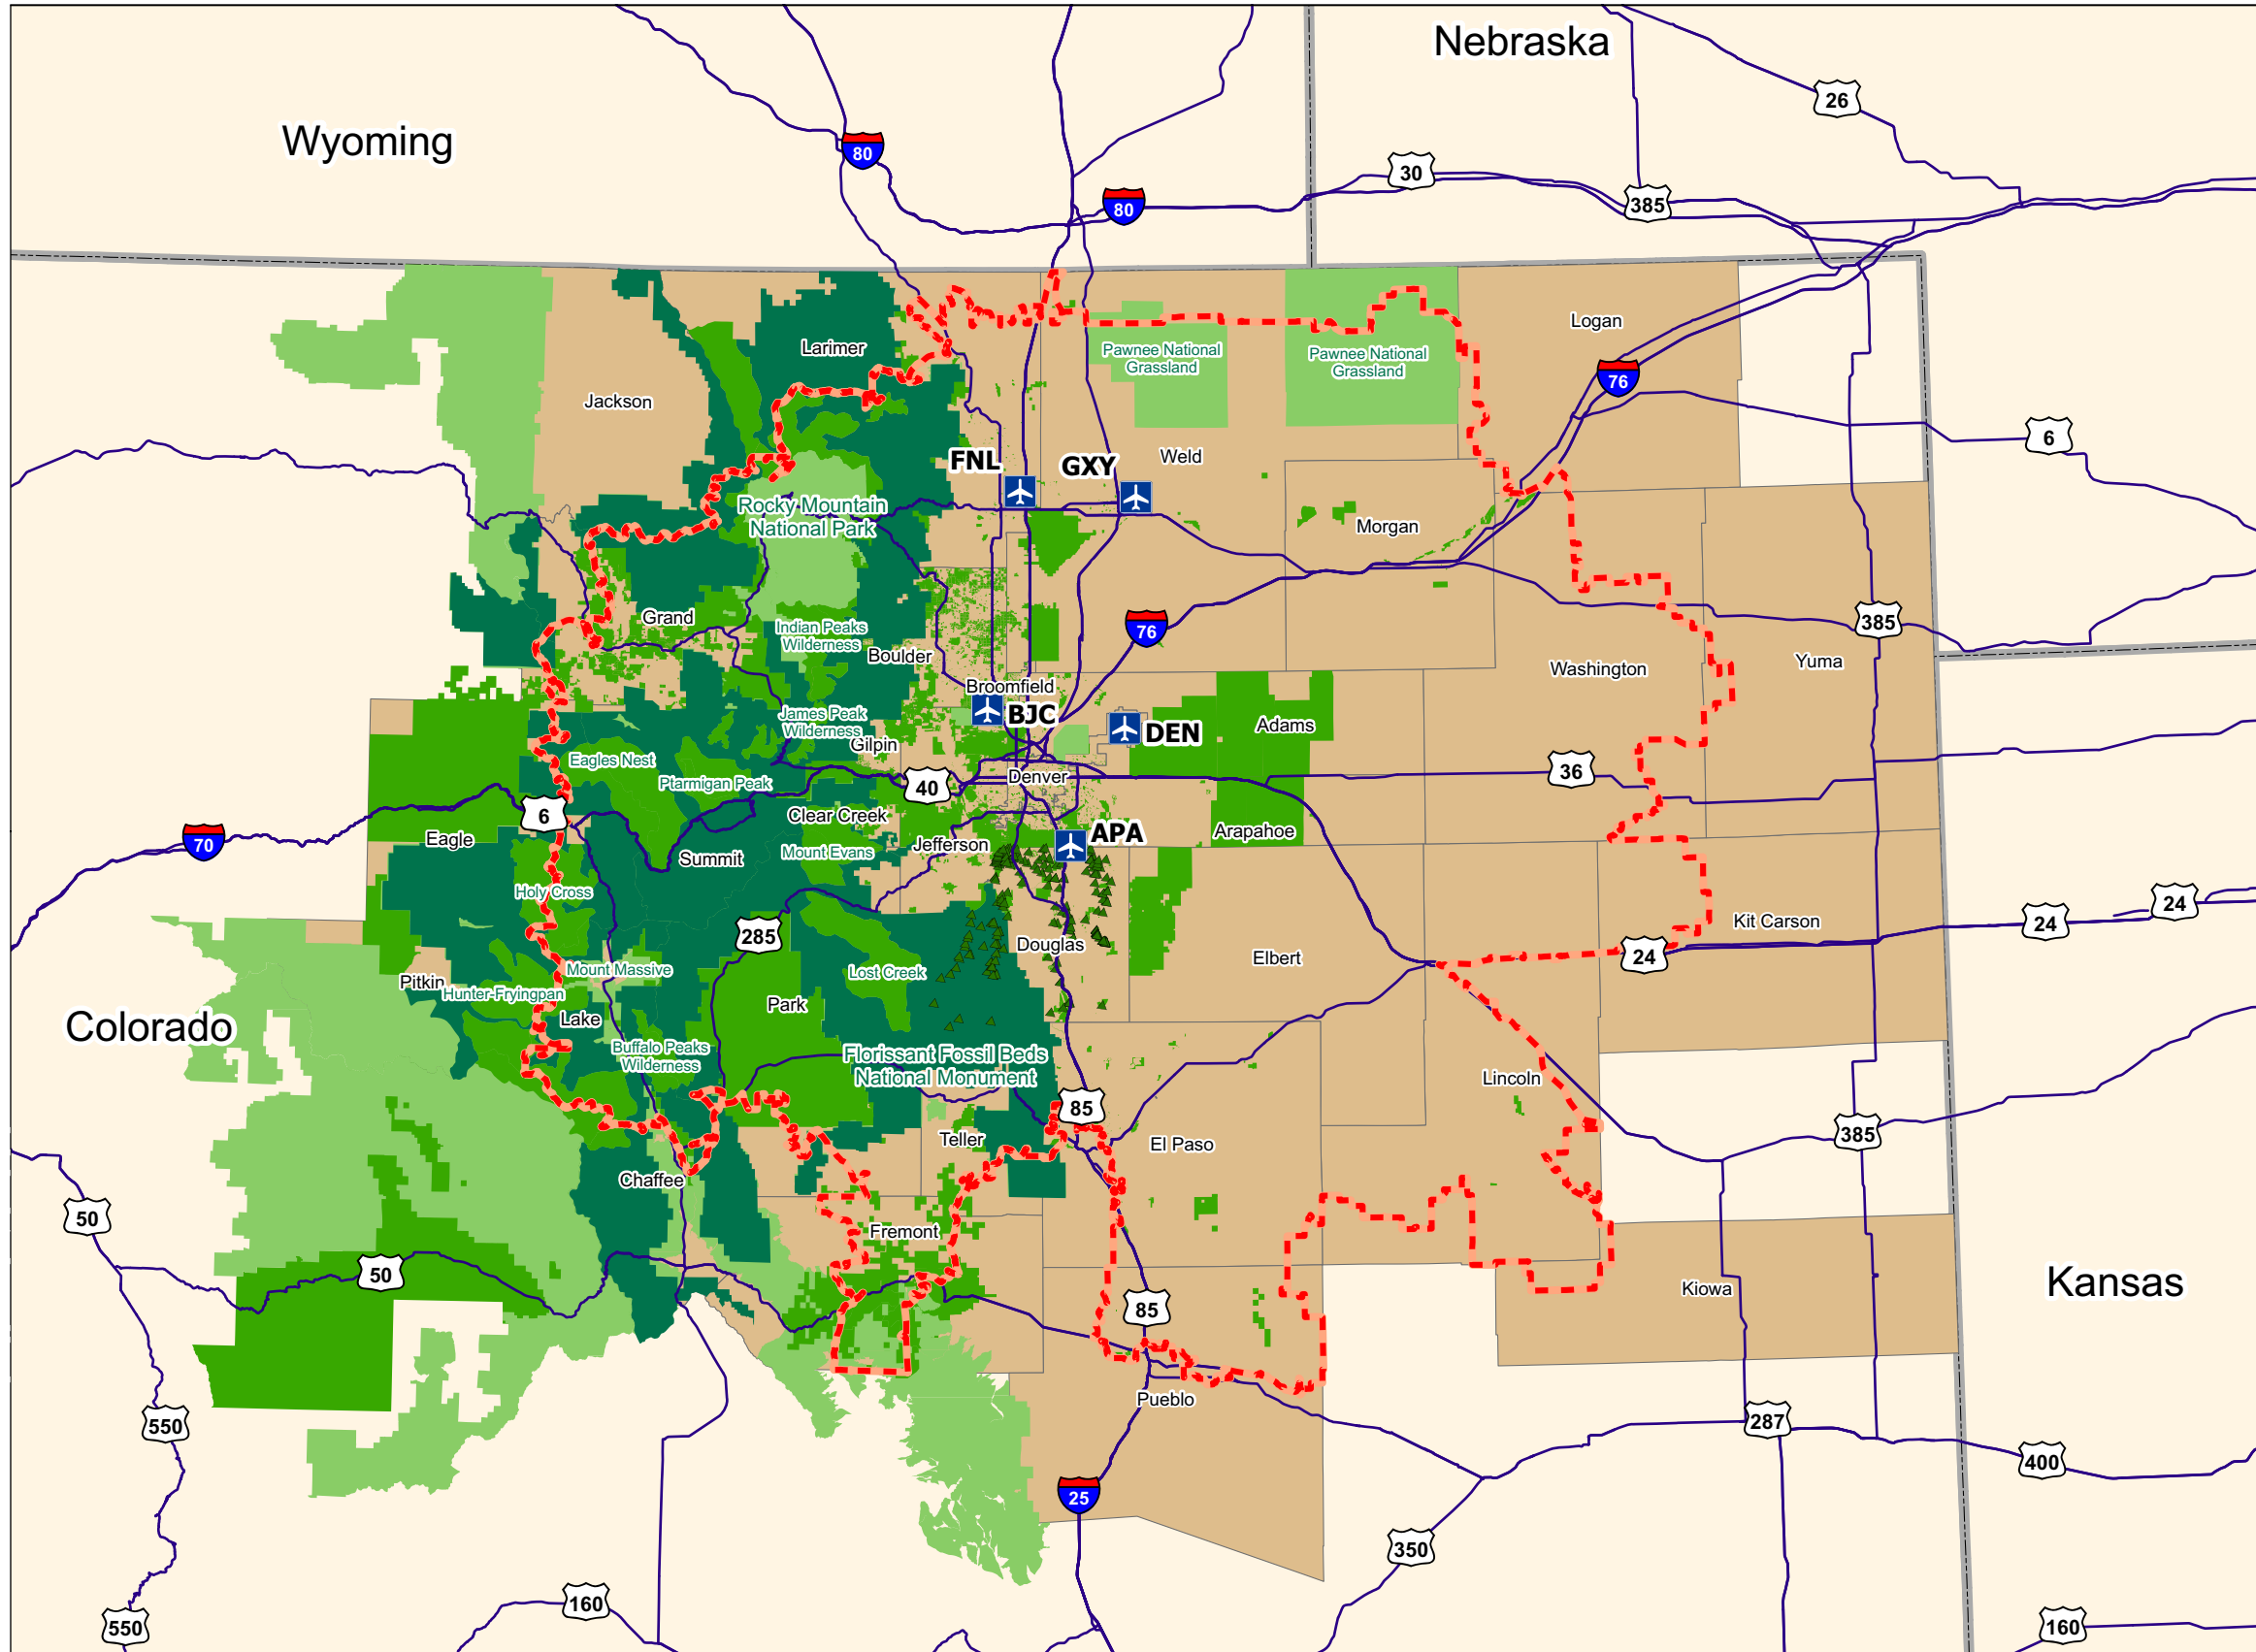 Nebraska
26
Wyoming
80
30
80
385
Logan
Larimer
Pawnee National
Grassland
Pawnee National
Grassland
76
Jackson
6
FNL
GXY
Weld
Rocky Mountain
National Park
Morgan
Grand
Indian Peaks
Wilderness
76
385
Boulder
Washington
Yuma
Broomfield
James Peak
Wilderness
BJC
DEN
Adams
Gilpin
Eagles Nest
Ptarmigan Peak
40
Denver
36
6
Clear Creek
APA
Arapahoe
70
Eagle
Summit
Mount Evans
Jefferson
Holy Cross
24
24
Kit Carson
285
Douglas
Elbert
24
Mount Massive
Lost Creek
Pitkin
Hunter-Fryingpan
Park
Colorado
Lake
Buffalo Peaks
Wilderness
Florissant Fossil Beds
National Monument
Lincoln
85
Teller
El Paso
385
Chaffee
50
Fremont
50
Kiowa
Kansas
85
Pueblo
550
287
400
25
350
160
550
160